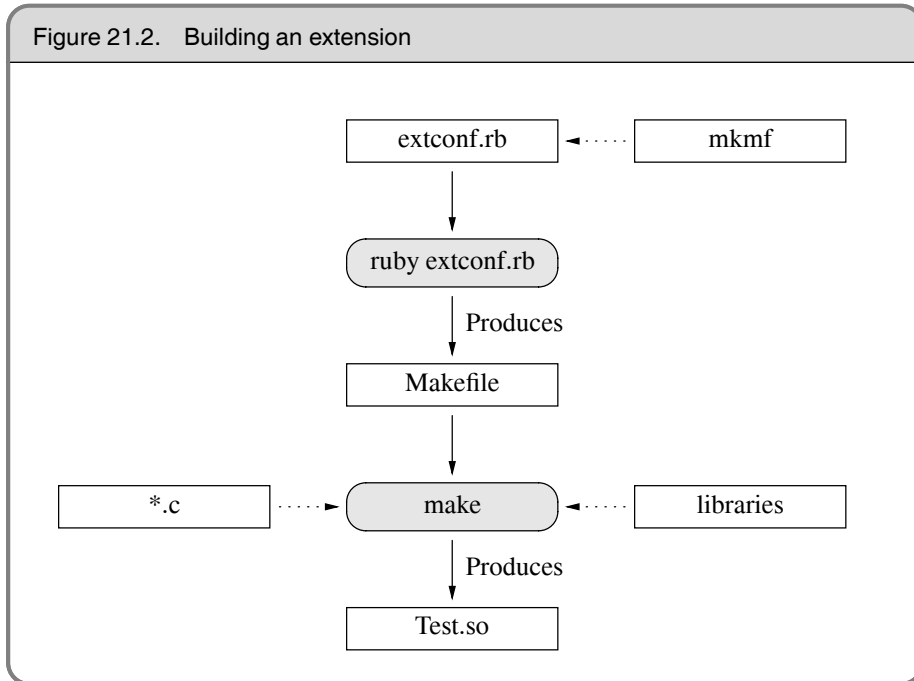 Figure 21.2. Building an extension
extconf.rb
mkmf
ruby extconf.rb
Produces
Makefile
*.c
make
libraries
Produces
Test.so